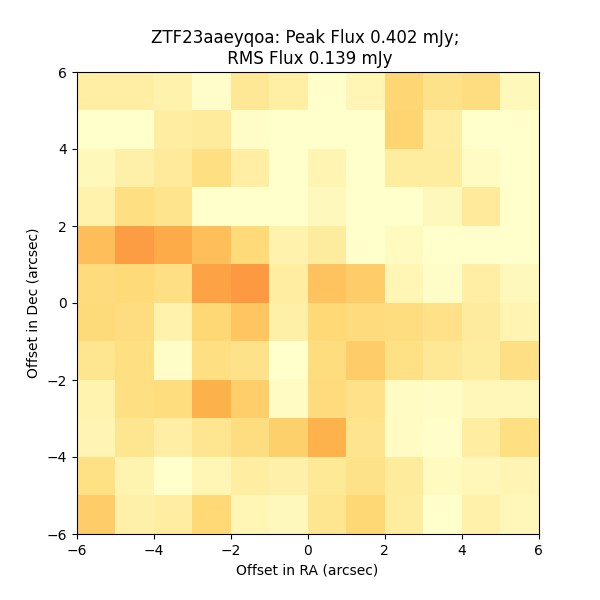 ZTF23aaeyqoa: Peak Flux 0.402 mJy;
RMS Flux 0.139 mJy
6
4
2
0
−2
−4
−6
Offset in Dec (arcsec)
−6 −4 −2 0 2 4 6
Offset in RA (arcsec)